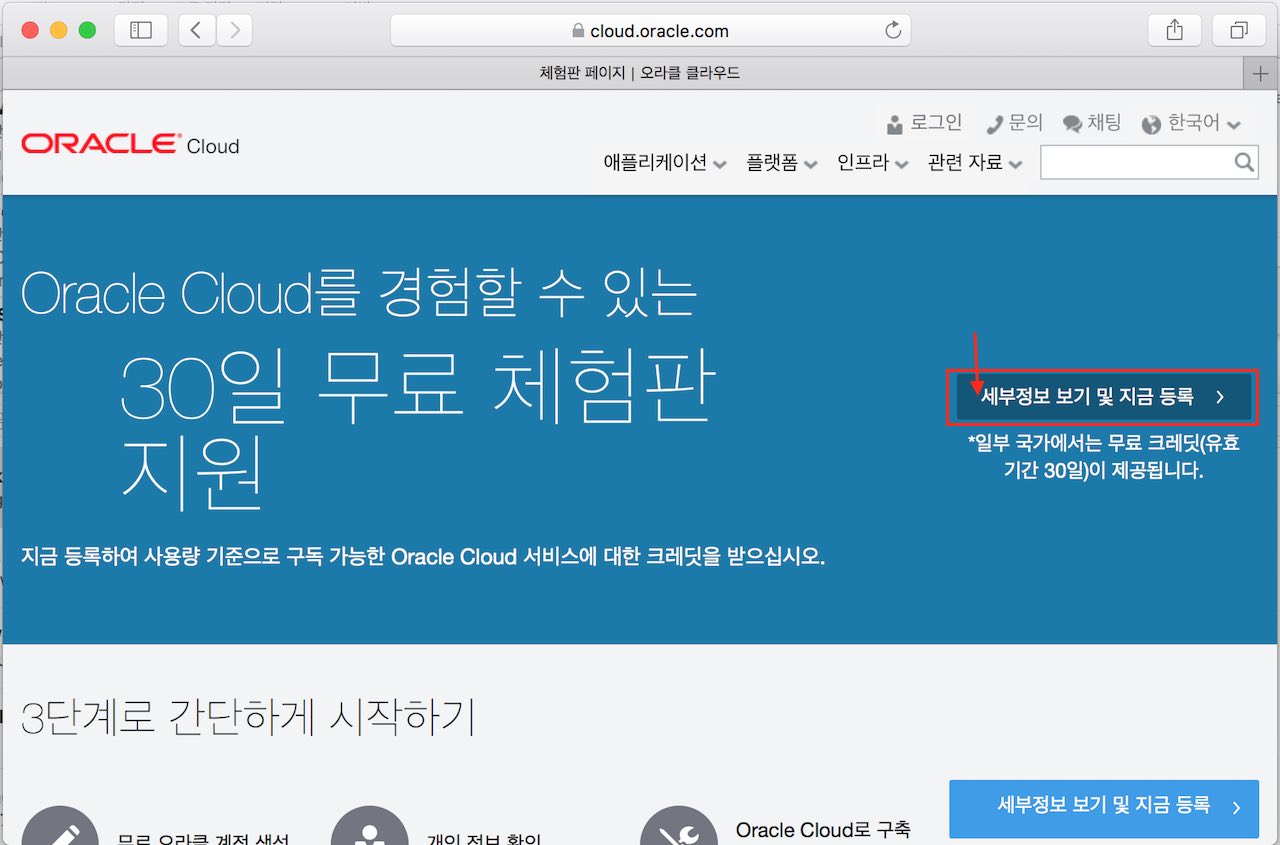 cloud.oracle.com
체험판 페이지 | 오라클 클라우드
로그인 문의 채팅 한국어
ORACLE Cloud
애플리케이션 플랫폼 인프라 관련 자료
Oracle Cloud를 경험할 수 있는
30일 무료 체험판
지원
세부정보 보기 및 지금 등록
*일부 국가에서는 무료 크레딧(유효
기간 30일)이 제공됩니다.
지금 등록하여 사용량 기준으로 구독 가능한 Oracle Cloud 서비스에 대한 크레딧을 받으십시오.
3단계로 간단하게 시작하기
세부정보 보기 및 지금 등록
무료 오라클 계정 생성
개인 정보 확인
Oracle Cloud로 구축